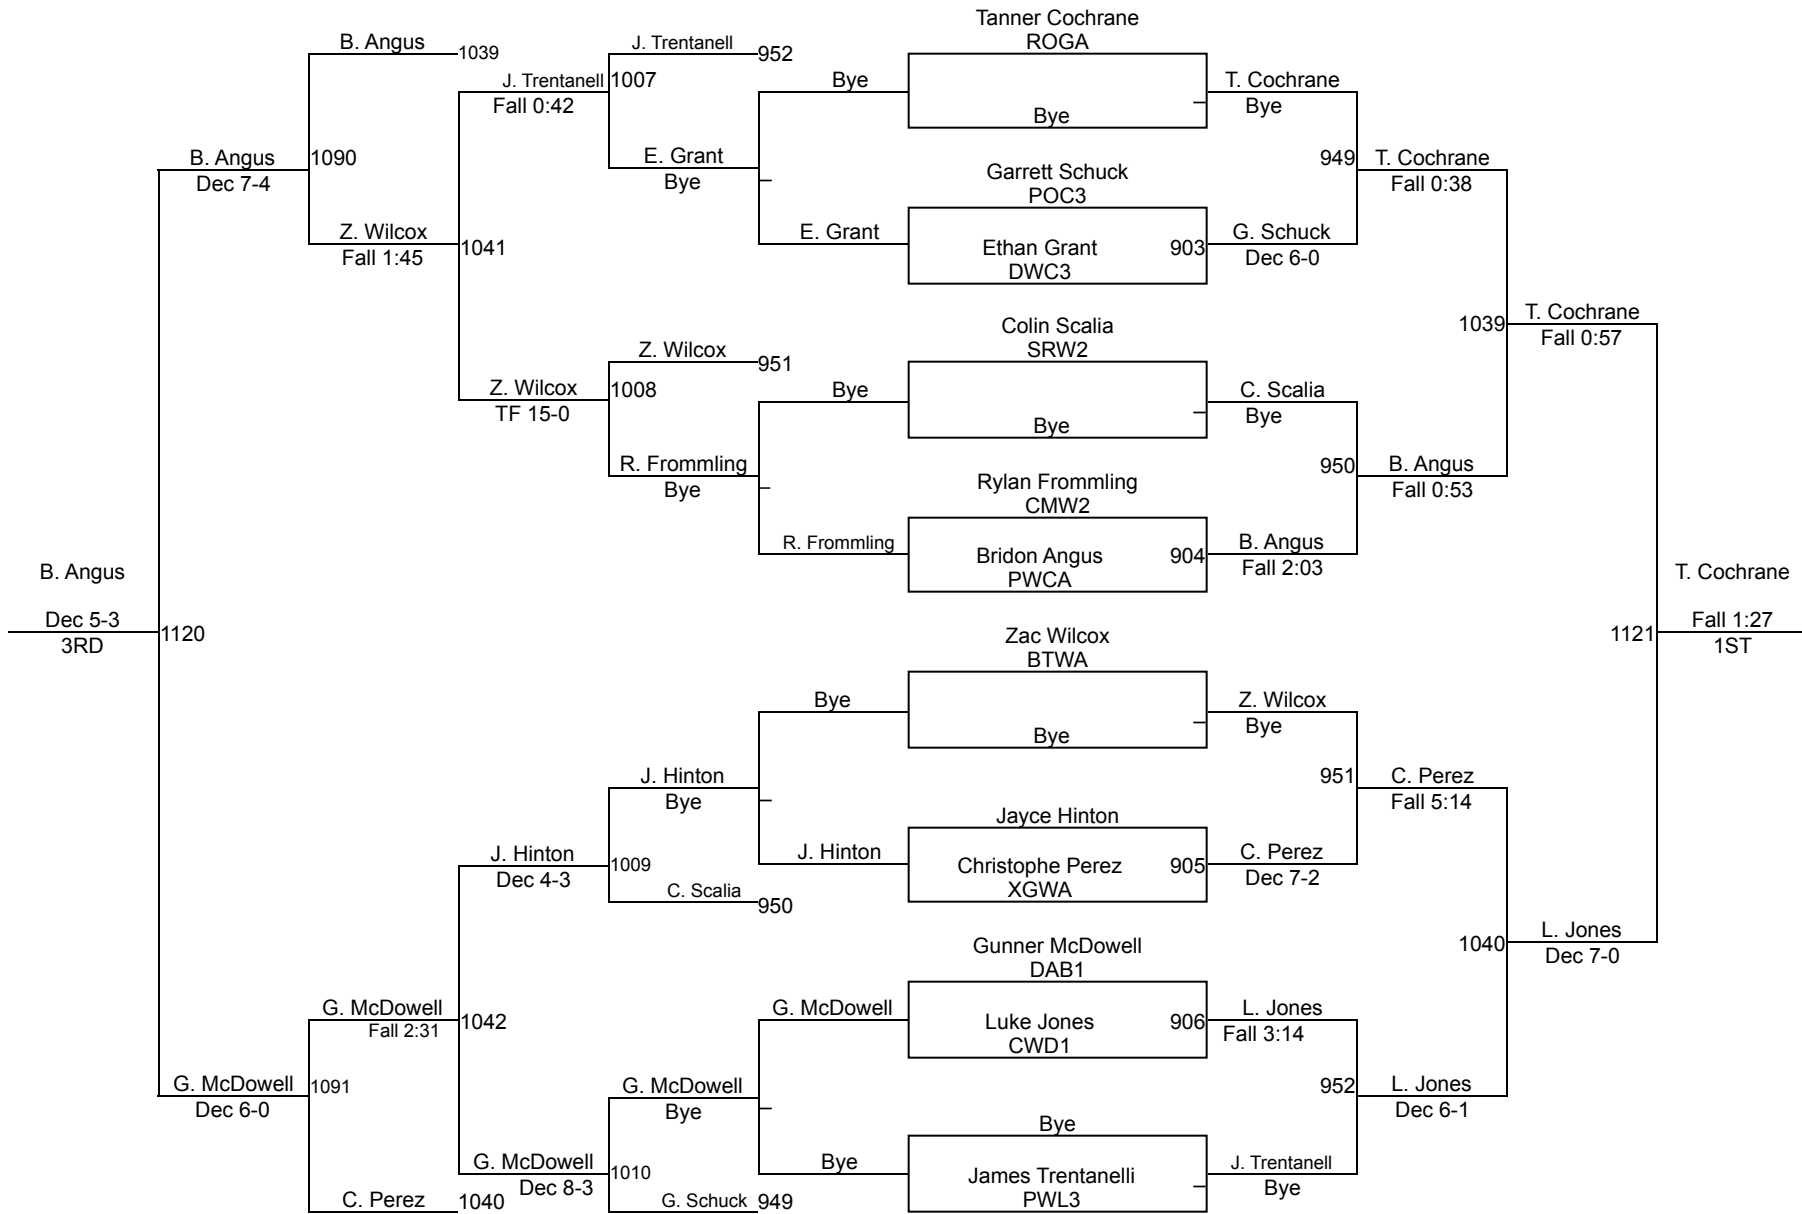 Tanner Cochrane
ROGA
B. Angus
1039
J. Trentanell
952
J. Trentanell
1007
Fall 0:42
Bye
Bye
T. Cochrane
Bye
B. Angus
1090
Dec 7-4
E. Grant
Bye
Garrett Schuck
POC3
949
T. Cochrane
Fall 0:38
Z. Wilcox
Fall 1:45
1041
E. Grant
Ethan Grant
DWC3
903
G. Schuck
Dec 6-0
Colin Scalia
SRW2
1039
T. Cochrane
Fall 0:57
Z. Wilcox
951
Z. Wilcox
1008
TF 15-0
Bye
Bye
C. Scalia
Bye
R. Frommling
Bye
Rylan Frommling
CMW2
950
B. Angus
Fall 0:53
R. Frommling
Bridon Angus
PWCA
904
B. Angus
Fall 2:03
B. Angus
Dec 5-3
3RD
1120
Zac Wilcox
BTWA
1121
T. Cochrane
Fall 1:27
1ST
Bye
Bye
Z. Wilcox
Bye
J. Hinton
Bye
Jayce Hinton
951
C. Perez
Fall 5:14
J. Hinton
Dec 4-3
1009
J. Hinton
Christophe Perez
XGWA
905
C. Perez
Dec 7-2
C. Scalia
950
Gunner McDowell
DAB1
1040
L. Jones
Dec 7-0
G. McDowell
Fall 2:31
1042
G. McDowell
Luke Jones
CWD1
906
L. Jones
Fall 3:14
G. McDowell
Dec 6-0
1091
G. McDowell
Bye
Bye
952
L. Jones
Dec 6-1
G. McDowell
Dec 8-3
1010
Bye
James Trentanelli
PWL3
J. Trentanell
Bye
C. Perez
1040
G. Schuck
949